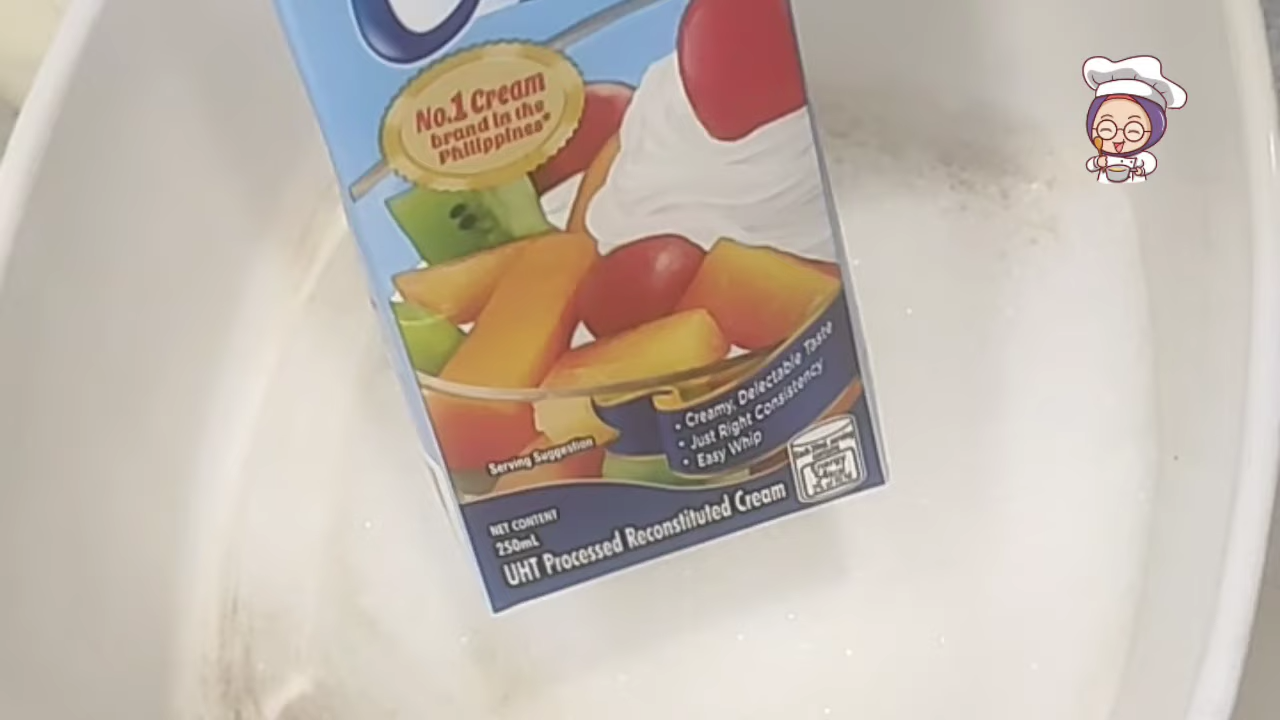 No.1 Cream
brand in the
Philippines*
• Creamy, Delectable Taste
• Just Right Consistency
• Easy Whip
Serving Suggestion
NET CONTENT
250mL
UHT Processed Reconstituted Cream